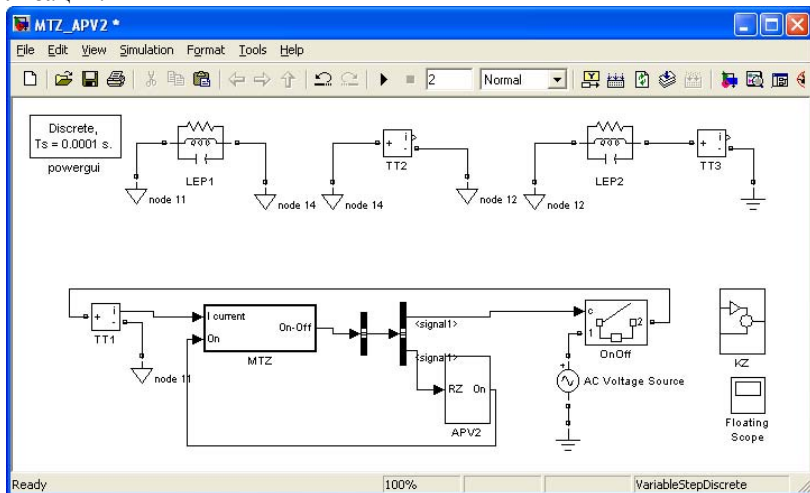 MTZ_APV2 *
File Edit View Simulation Format Tools Help
2 Normal
Discrete,
Ts = 0.0001 s.
powergui
LEP1
node 11
node 14
+ i -
TT2
node 14
node 12
LEP2
node 12
+ i -
TT3
+ i -
TT1
node 11
I current
On
On-Off
MTZ
<signal1>
<signal1>
RZ On
APV2
c
1
2
OnOff
+
AC Voltage Source
KZ
Floating
Scope
Ready 100% VariableStepDiscrete